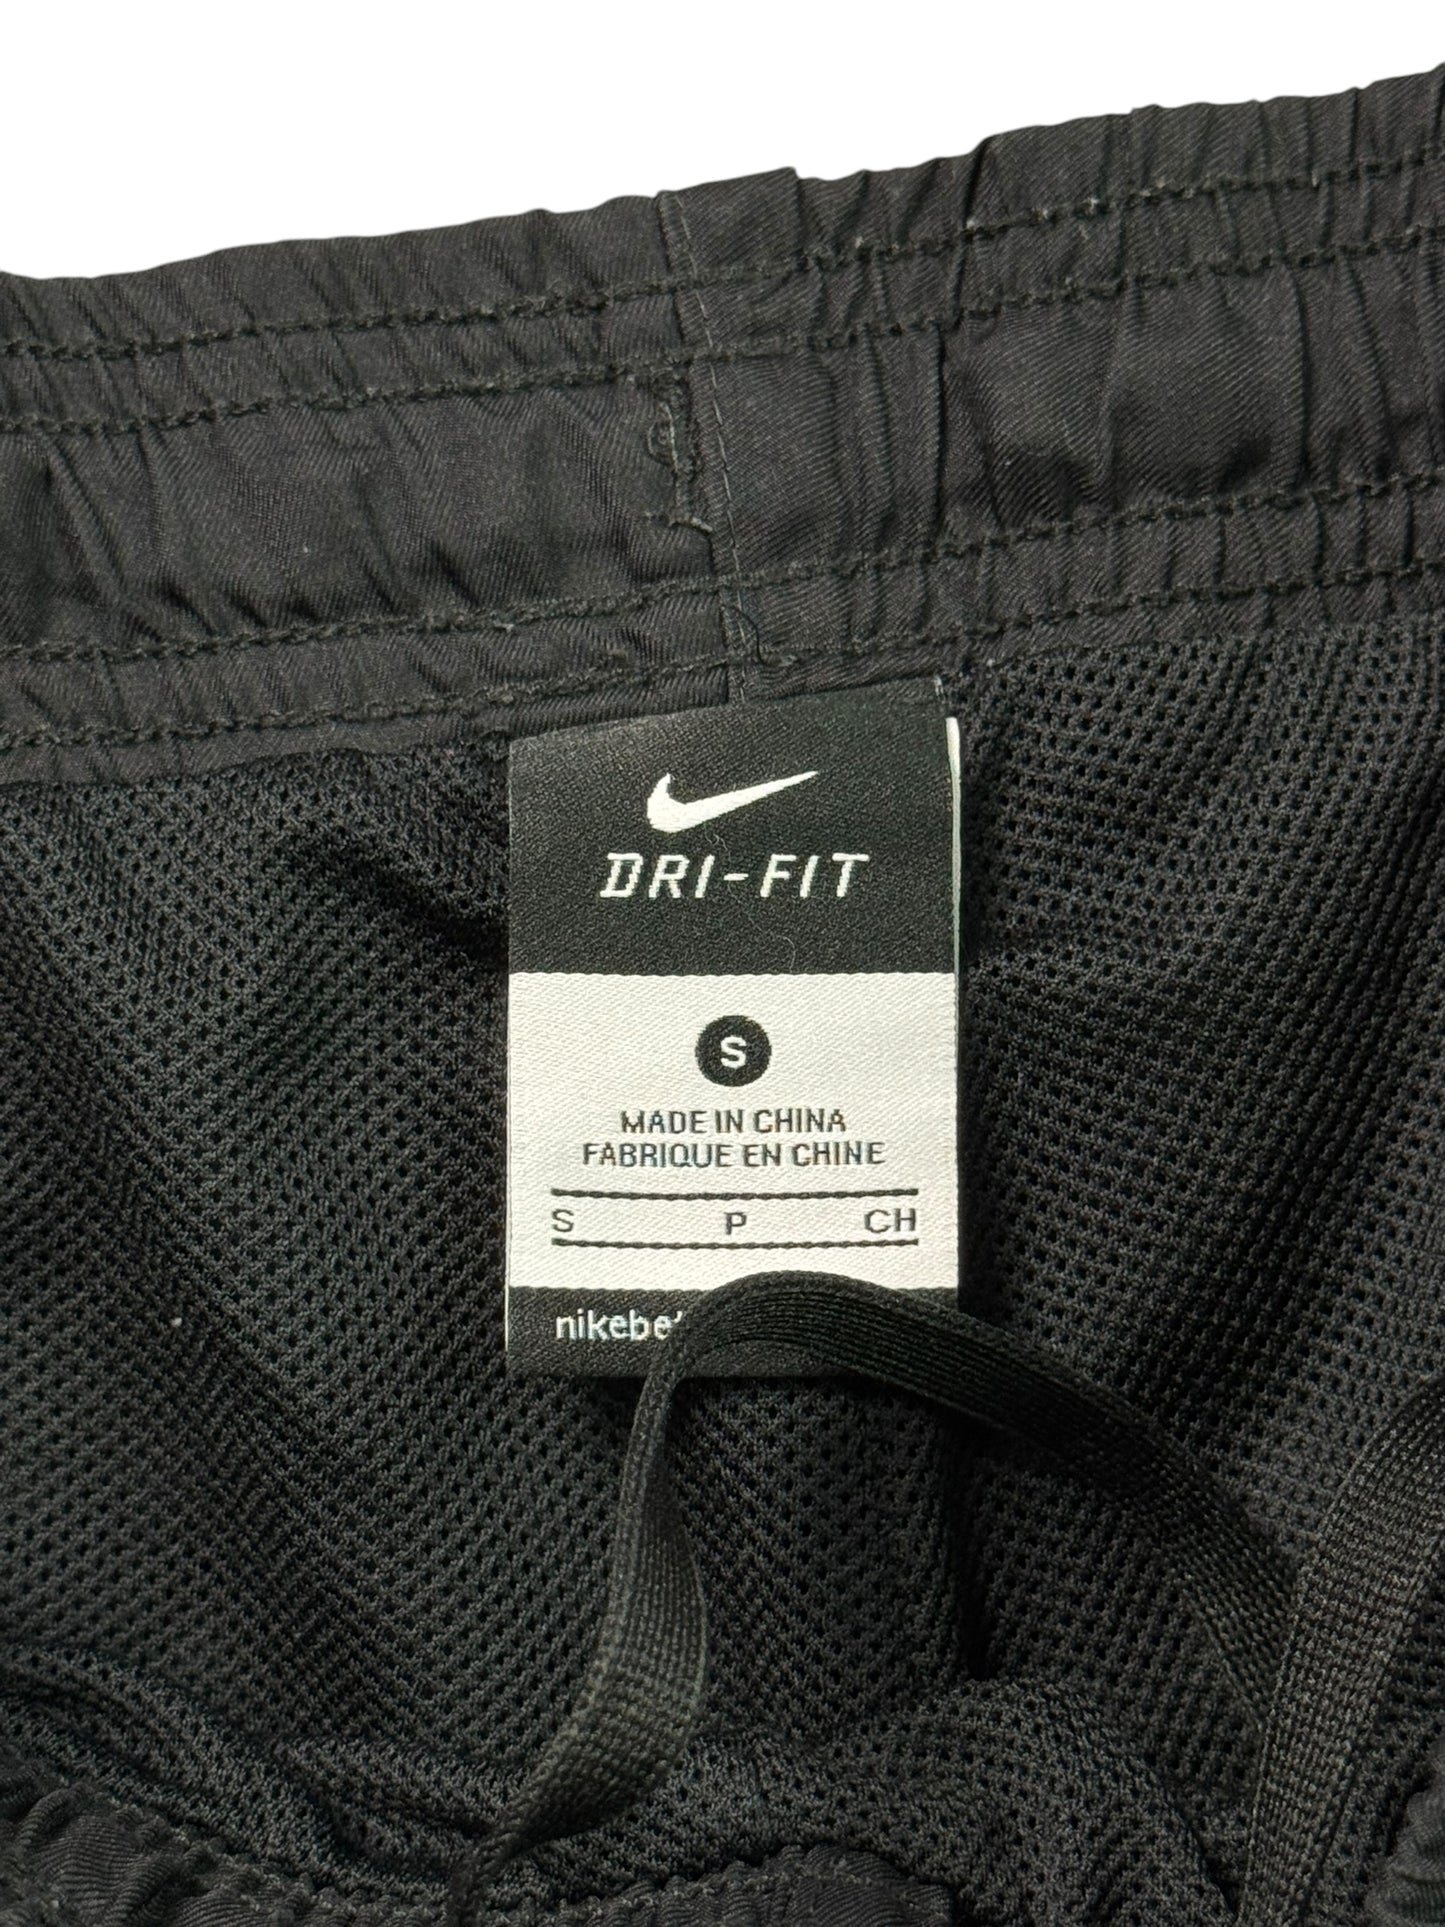 DRI-FIT
S
MADE IN CHINA
FABRIQUE EN CHINE
S P CH